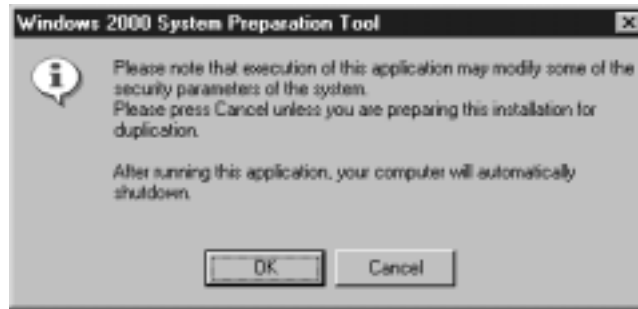 Windows 2000 System Preparation Tool
Please note that execution of this application may modify some of the
security parameters of the system.
Please press Cancel unless you are preparing this installation for
duplication.
After running this application, your computer will automatically
shutdown.
OK
Cancel